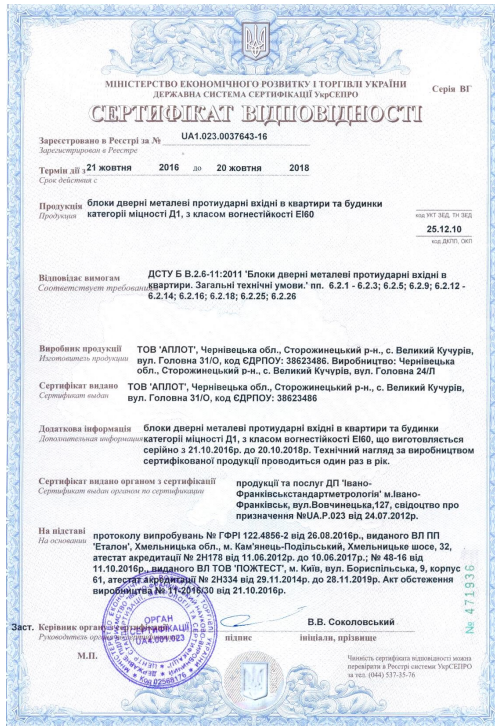 МІНІСТЕРСТВО ЕКОНОМІЧНОГО РОЗВИТКУ І ТОРГІВЛІ УКРАЇНИ
Серія ВГ
ДЕРЖАВНА СИСТЕМА СЕРТИФІКАЦІЇ УкрСЕПРО
СЕРТИФІКАТ ВІДПОВІДНОСТІ
Зареєстровано в Реєстрі за № UA1.023.0037643-16
Зарегистрирован в Реестре
Термін дії з 21 жовтня 2016 до 20 жовтня 2018
Срок действия с
Продукція блоки дверні металеві протиударні вхідні в квартири та будинки
Продукция категорії міцності Д1, з класом вогнестійкості ЕІ60
код УКТ ЗЕД, ТН ЗЕД
25.12.10
код ДКПП, ОКП
Відповідає вимогам ДСТУ Б В.2.6-11:2011 'Блоки дверні металеві протиударні вхідні в
Соответствует требованиям квартири. Загальні технічні умови.' пп. 6.2.1 - 6.2.3; 6.2.5; 6.2.9; 6.2.12 -
6.2.14; 6.2.16; 6.2.18; 6.2.25; 6.2.26
Виробник продукції ТОВ 'АПЛОТ', Чернівецька обл., Сторожинецький р-н., с. Великий Кучурів,
Изготовитель продукции вул. Головна 31/О, код ЄДРПОУ: 38623486. Виробництво: Чернівецька
обл., Сторожинецький р-н., с. Великий Кучурів, вул. Головна 24/Л
Сертифікат видано ТОВ 'АПЛОТ', Чернівецька обл., Сторожинецький р-н., с. Великий Кучурів,
Сертификат выдан вул. Головна 31/О, код ЄДРПОУ: 38623486
Додаткова інформація блоки дверні металеві протиударні вхідні в квартири та будинки
Дополнительная информация категорії міцності Д1, з класом вогнестійкості ЕІ60, що виготовляється
серійно з 21.10.2016р. до 20.10.2018р. Технічний нагляд за виробництвом
сертифікованої продукції проводиться один раз в рік.
Сертифікат видано органом з сертифікації продукції та послуг ДП 'Івано-
Сертификат выдан органом по сертификации Франківськстандартметрологія' м.Івано-
Франківськ, вул.Вовчинецька,127, свідоцтво про
призначення №UA.P.023 від 24.07.2012р.
На підставі протоколу випробувань № ГФРІ 122.4856-2 від 26.08.2016р., виданого ВЛ ПП
На основании 'Еталон', Хмельницька обл., м. Кам'янець-Подільський, Хмельницьке шосе, 32,
атестат акредитації № 2Н178 від 11.06.2012р. до 10.06.2017р.; № 48-16 від
11.10.2016р., виданого ВЛ ТОВ 'ПОЖТЕСТ', м. Київ, вул. Бориспільська, 9, корпус
61, атестат акредитації № 2Н334 від 29.11.2014р. до 28.11.2019р. Акт обстеження
виробництва № 11-2016/30 від 21.10.2016р.
№ 471936
ОРГАН
СЕРТИФІКАЦІЇ
UA4.001.023
КОД 02568176
Заст. Керівник органу з сертифікації В.В. Соколовський
Руководитель органа по сертификации підпис ініціали, прізвище
М.П.
Чинність сертифіката відповідності можна
перевірити в Реєстрі системи УкрСЕПРО
за тел. (044) 537-35-76